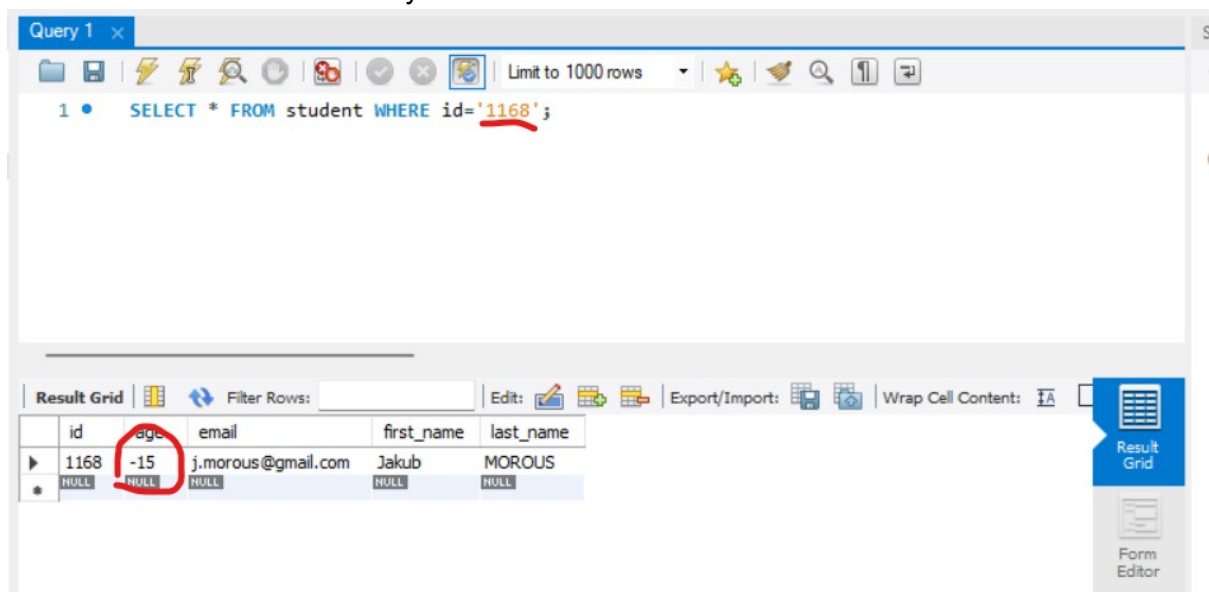 Query 1
Limit to 1000 rows
1 SELECT * FROM student WHERE id='1168';
Result Grid Filter Rows: Edit: Export/Import: Wrap Cell Content:
id age email first_name last_name
1168 -15 j.morous@gmail.com Jakub MOROUS
NULL NULL NULL NULL NULL
Result
Grid
Form
Editor